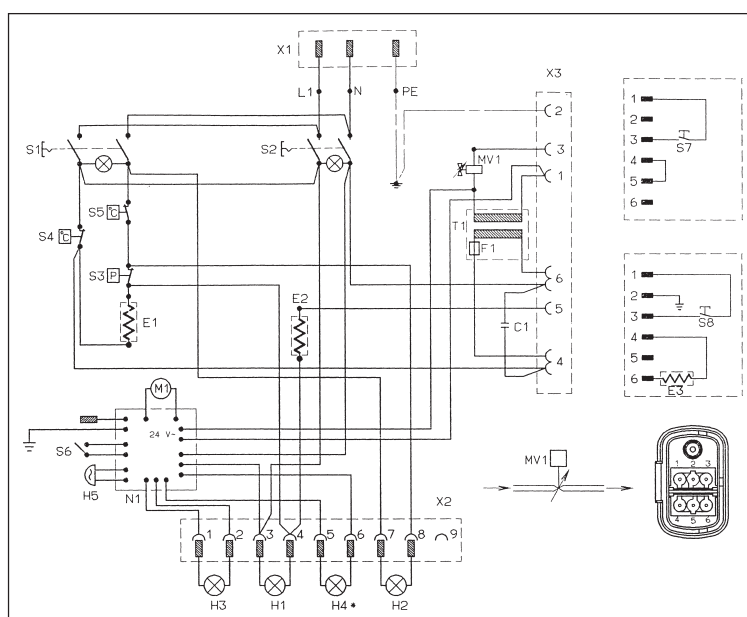 X1
X3
L1
N
PE
2
S1
S2
3
MV1
1
S5
°C
S4
°C
T1
F1
S3
P
6
E1
E2
5
C1
4
M1
24 V~
S6
H5
N1
X2
1
2
3
4
5
6
7
8
9
H3
H1
H4 *
H2
1
2
3
S7
4
5
6
1
2
3
S8
4
5
6
E3
MV1
1 2 3
4 5 6